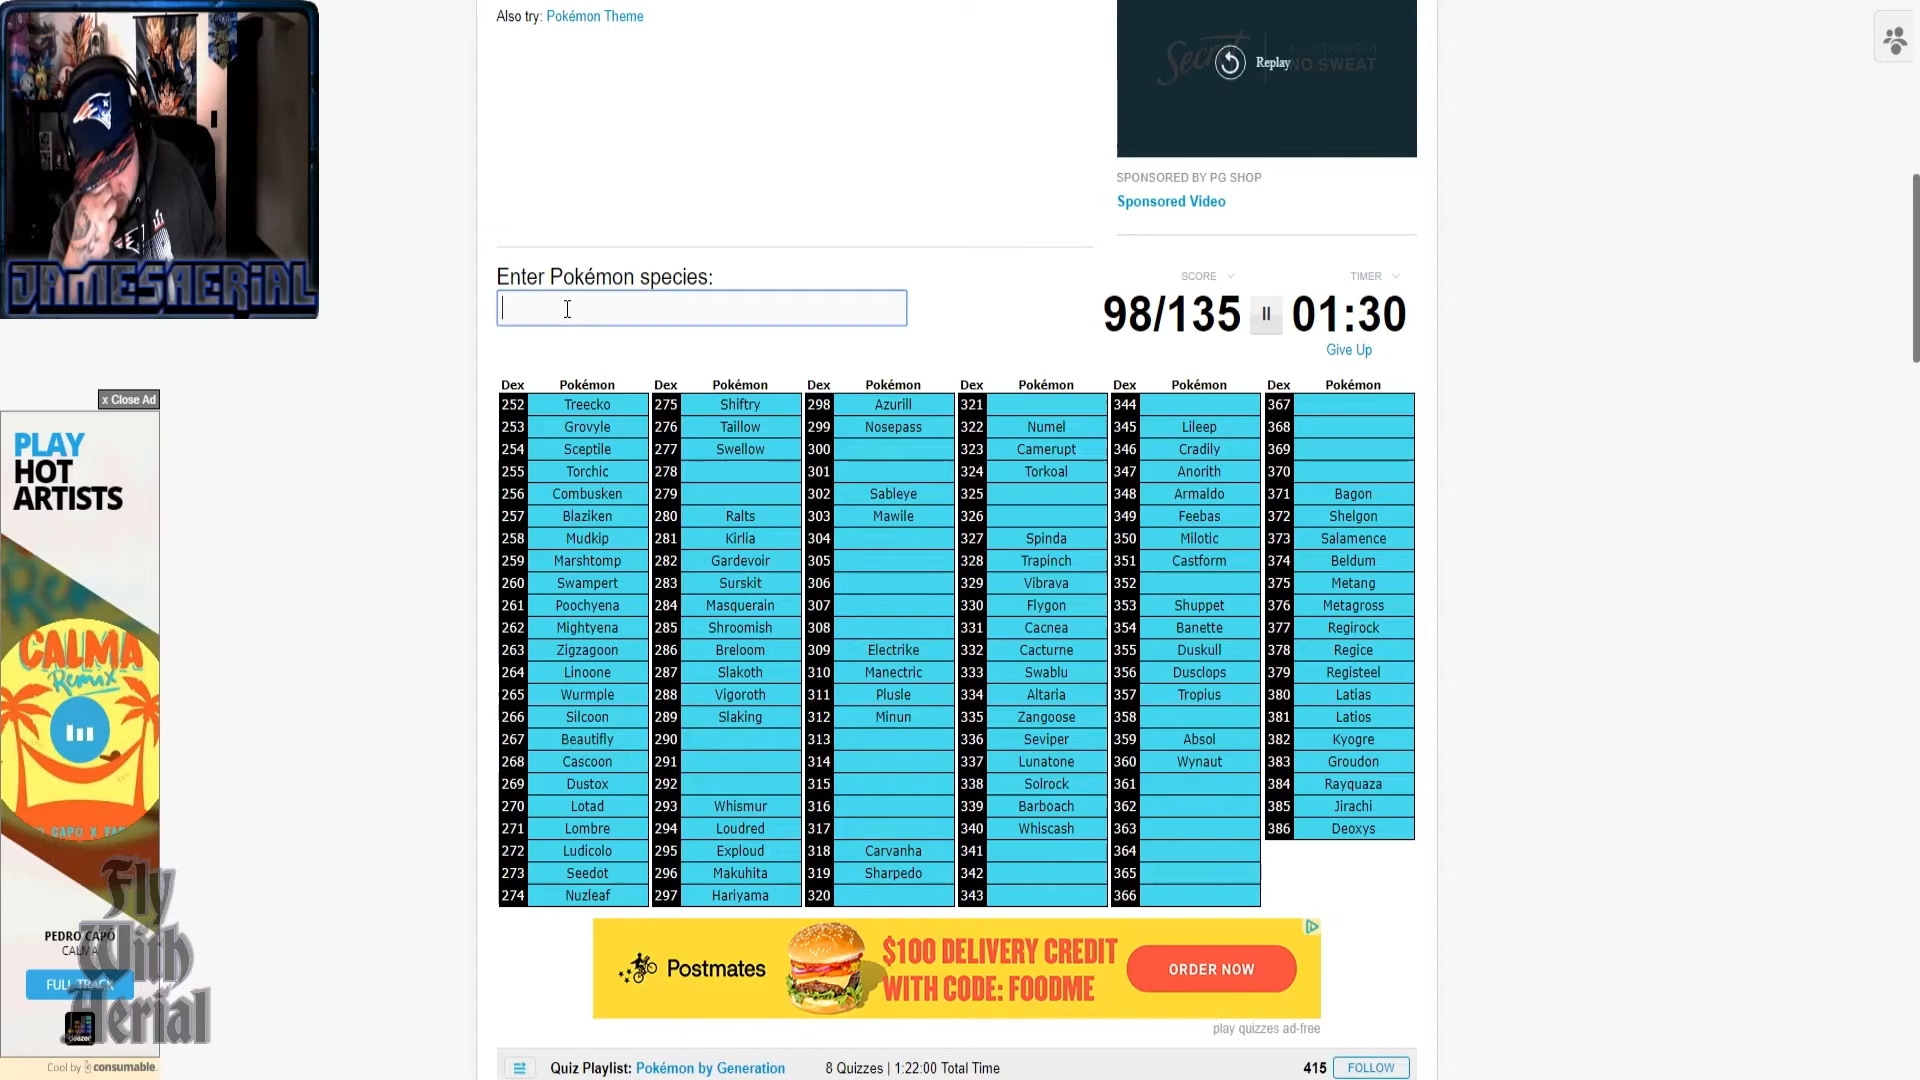 Also try: Pokémon Theme
Replay
NO SWEAT
SPONSORED BY PG SHOP
Sponsored Video
JAMESAERIAL
Enter Pokémon species:
SCORE
TIMER
98/135
01:30
Give Up
x Close Ad
PLAY
HOT
ARTISTS
CALMA
Remix
PEDRO CAPÓ
CALMA
FULL TRACK
Fly
With
Aerial
Cool by consumable.
Dex Pokémon Dex Pokémon Dex Pokémon Dex Pokémon Dex Pokémon Dex Pokémon
252 Treecko 275 Shiftry 298 Azurill 321 344 367
253 Grovyle 276 Taillow 299 Nosepass 322 Numel 345 Lileep 368
254 Sceptile 277 Swellow 300 323 Camerupt 346 Cradily 369
255 Torchic 278 301 324 Torkoal 347 Anorith 370
256 Combusken 279 302 Sableye 325 348 Armaldo 371 Bagon
257 Blaziken 280 Ralts 303 Mawile 326 349 Feebas 372 Shelgon
258 Mudkip 281 Kirlia 304 327 Spinda 350 Milotic 373 Salamence
259 Marshtomp 282 Gardevoir 305 328 Trapinch 351 Castform 374 Beldum
260 Swampert 283 Surskit 306 329 Vibrava 352 375 Metang
261 Poochyena 284 Masquerain 307 330 Flygon 353 Shuppet 376 Metagross
262 Mightyena 285 Shroomish 308 331 Cacnea 354 Banette 377 Regirock
263 Zigzagoon 286 Breloom 309 Electrike 332 Cacturne 355 Duskull 378 Regice
264 Linoone 287 Slakoth 310 Manectric 333 Swablu 356 Dusclops 379 Registeel
265 Wurmple 288 Vigoroth 311 Plusle 334 Altaria 357 Tropius 380 Latias
266 Silcoon 289 Slaking 312 Minun 335 Zangoose 358 381 Latios
267 Beautifly 290 313 336 Seviper 359 Absol 382 Kyogre
268 Cascoon 291 314 337 Lunatone 360 Wynaut 383 Groudon
269 Dustox 292 315 338 Solrock 361 384 Rayquaza
270 Lotad 293 Whismur 316 339 Barboach 362 385 Jirachi
271 Lombre 294 Loudred 317 340 Whiscash 363 386 Deoxys
272 Ludicolo 295 Exploud 318 Carvanha 341 364
273 Seedot 296 Makuhita 319 Sharpedo 342 365
274 Nuzleaf 297 Hariyama 320 343 366
Postmates
$100 DELIVERY CREDIT
WITH CODE: FOODME
ORDER NOW
play quizzes ad-free
Quiz Playlist: Pokémon by Generation 8 Quizzes | 1:22:00 Total Time 415 FOLLOW